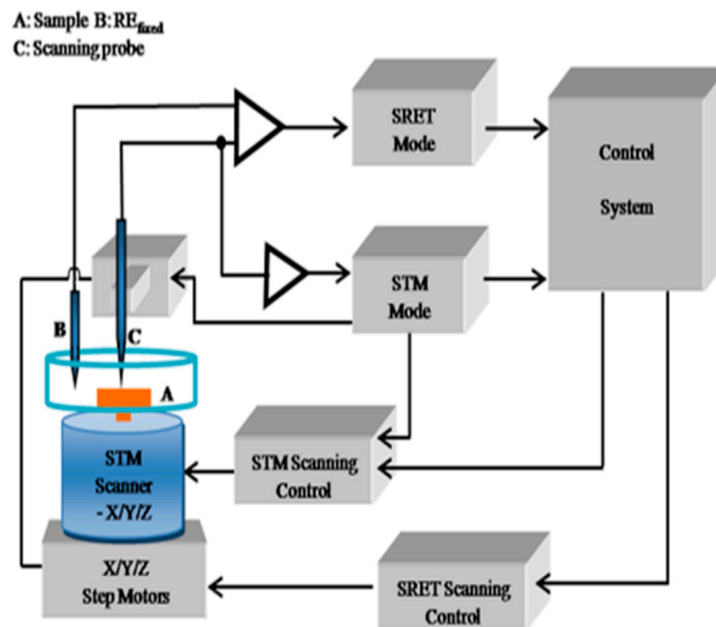 A: Sample B: RE_fixed
C: Scanning probe
SRET
Mode
Control
System
STM
Mode
B
C
A
STM
Scanner
- X/Y/Z
STM Scanning
Control
X/Y/Z
Step Motors
SRET Scanning
Control